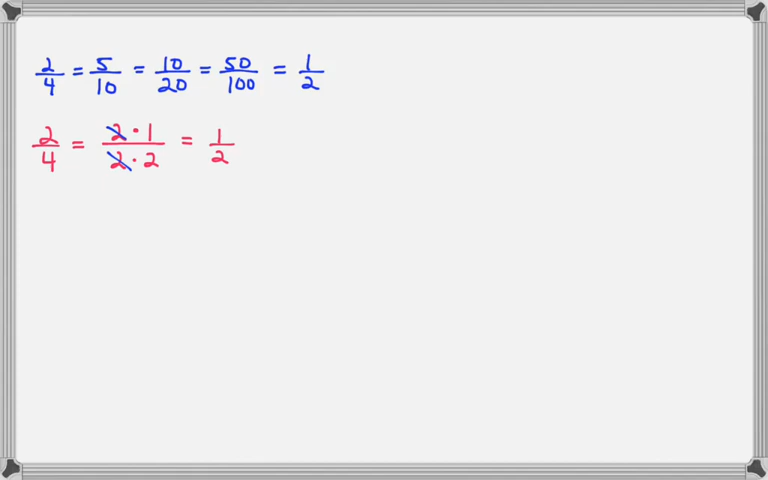 2/4 = 5/10 = 10/20 = 50/100 = 1/2
2/4 = 2·1/2·2 = 1/2